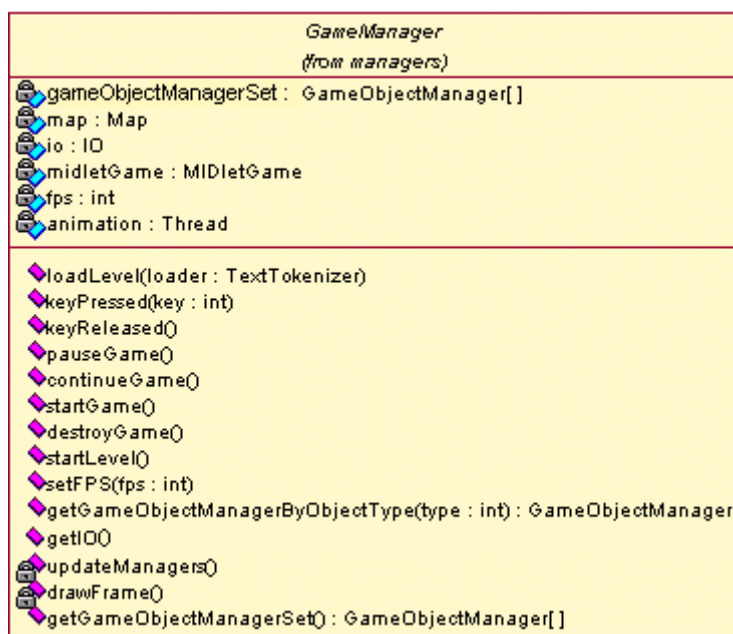 GameManager
(from managers)
gameObjectManagerSet : GameObjectManager[ ]
map : Map
io : IO
midletGame : MIDletGame
fps : int
animation : Thread
loadLevel(loader : TextTokenizer)
keyPressed(key : int)
keyReleased()
pauseGame()
continueGame()
startGame()
destroyGame()
startLevel()
setFPS(fps : int)
getGameObjectManagerByObjectType(type : int) : GameObjectManager
getIO()
updateManagers()
drawFrame()
getGameObjectManagerSet() : GameObjectManager[ ]